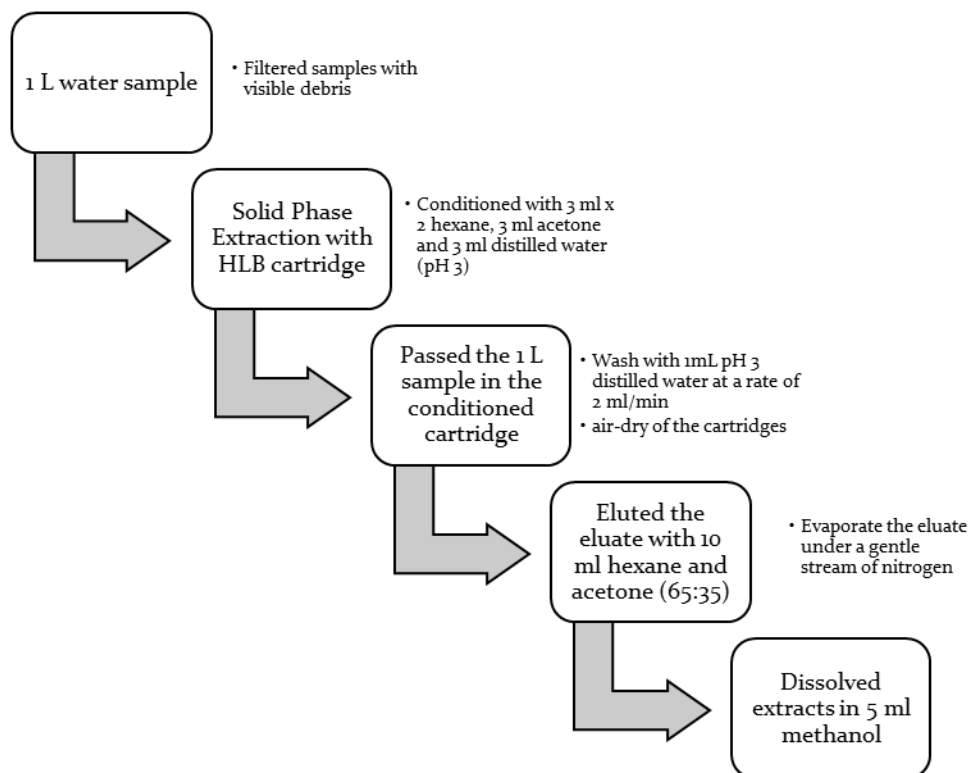 1 L water sample
• Filtered samples with
visible debris
Solid Phase
Extraction with
HLB cartridge
• Conditioned with 3 ml x
2 hexane, 3 ml acetone
and 3 ml distilled water
(pH 3)
Passed the 1 L
sample in the
conditioned
cartridge
• Wash with 1mL pH 3
distilled water at a rate of
2 ml/min
• air-dry of the cartridges
Eluted the
eluate with 10
ml hexane and
acetone (65:35)
• Evaporate the eluate
under a gentle
stream of nitrogen
Dissolved
extracts in 5 ml
methanol